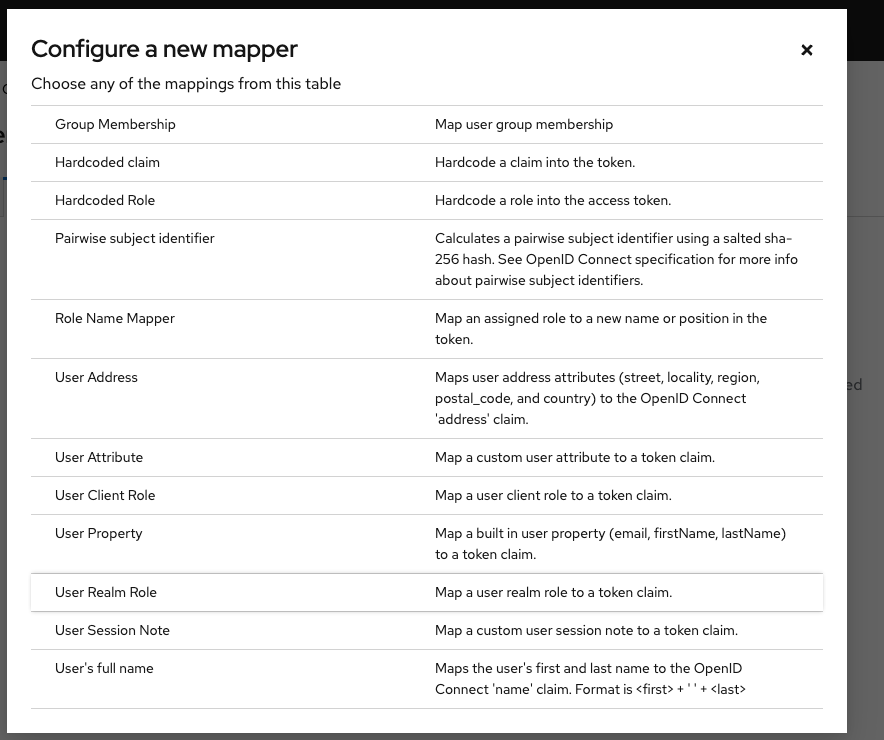 Configure a new mapper
Choose any of the mappings from this table
Group Membership
Map user group membership
Hardcoded claim
Hardcode a claim into the token.
Hardcoded Role
Hardcode a role into the access token.
Pairwise subject identifier
Calculates a pairwise subject identifier using a salted sha-
256 hash. See OpenID Connect specification for more info
about pairwise subject identifiers.
Role Name Mapper
Map an assigned role to a new name or position in the
token.
User Address
Maps user address attributes (street, locality, region,
postal_code, and country) to the OpenID Connect
'address' claim.
User Attribute
Map a custom user attribute to a token claim.
User Client Role
Map a user client role to a token claim.
User Property
Map a built in user property (email, firstName, lastName)
to a token claim.
User Realm Role
Map a user realm role to a token claim.
User Session Note
Map a custom user session note to a token claim.
User's full name
Maps the user's first and last name to the OpenID
Connect 'name' claim. Format is <first> + ' ' + <last>